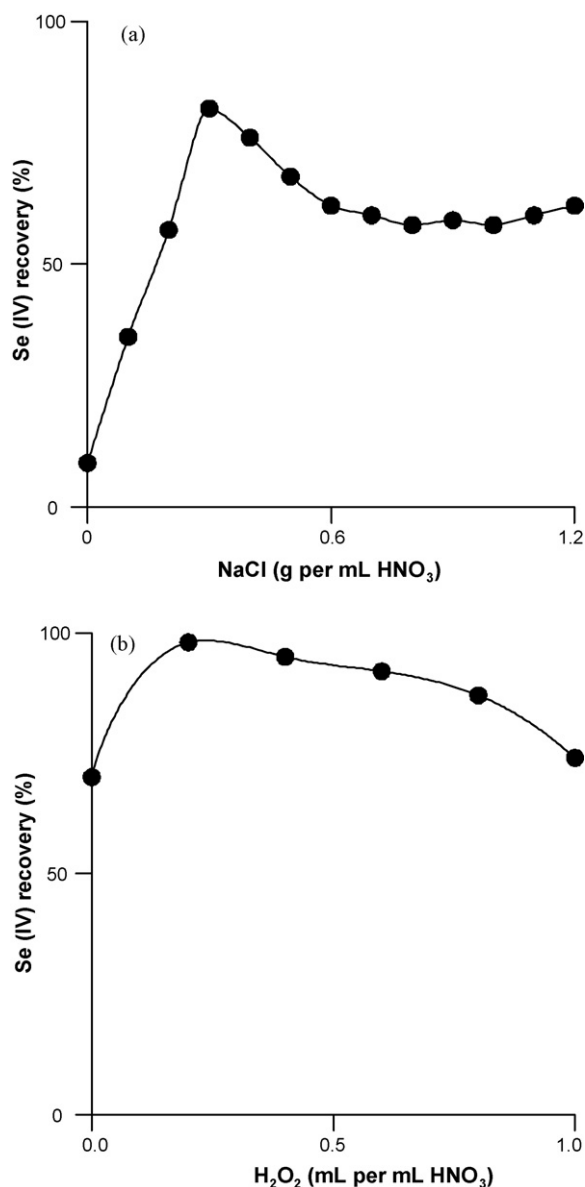 (a)
100
50
0
Se (IV) recovery (%)
0 0.6 1.2
NaCl (g per mL HNO₃)
(b)
100
50
0
Se (IV) recovery (%)
0.0 0.5 1.0
H₂O₂ (mL per mL HNO₃)